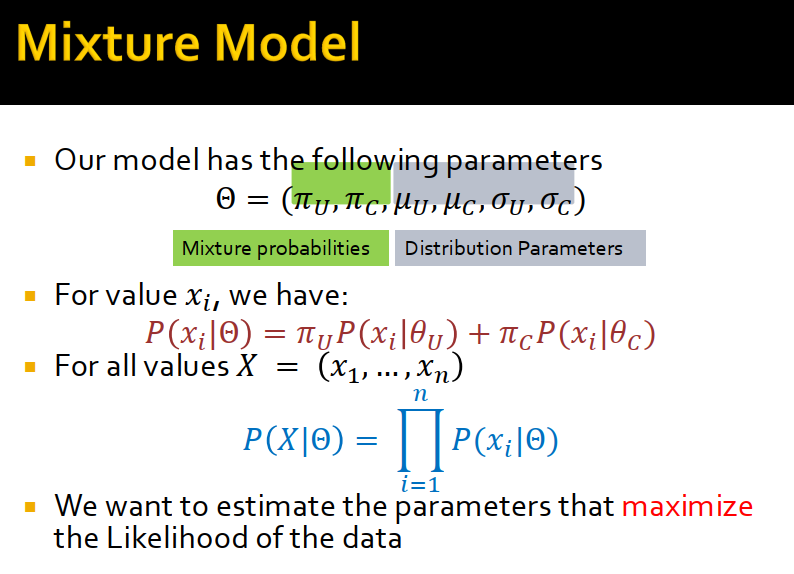 Mixture Model
▪ Our model has the following parameters
Θ = (π_U, π_C, μ_U, μ_C, σ_U, σ_C)
Mixture probabilities
Distribution Parameters
▪ For value x_i, we have:
P(x_i|Θ) = π_U P(x_i|θ_U) + π_C P(x_i|θ_C)
▪ For all values X = (x_1, …, x_n)
P(X|Θ) = ∏_{i=1}^{n} P(x_i|Θ)
▪ We want to estimate the parameters that maximize
the Likelihood of the data